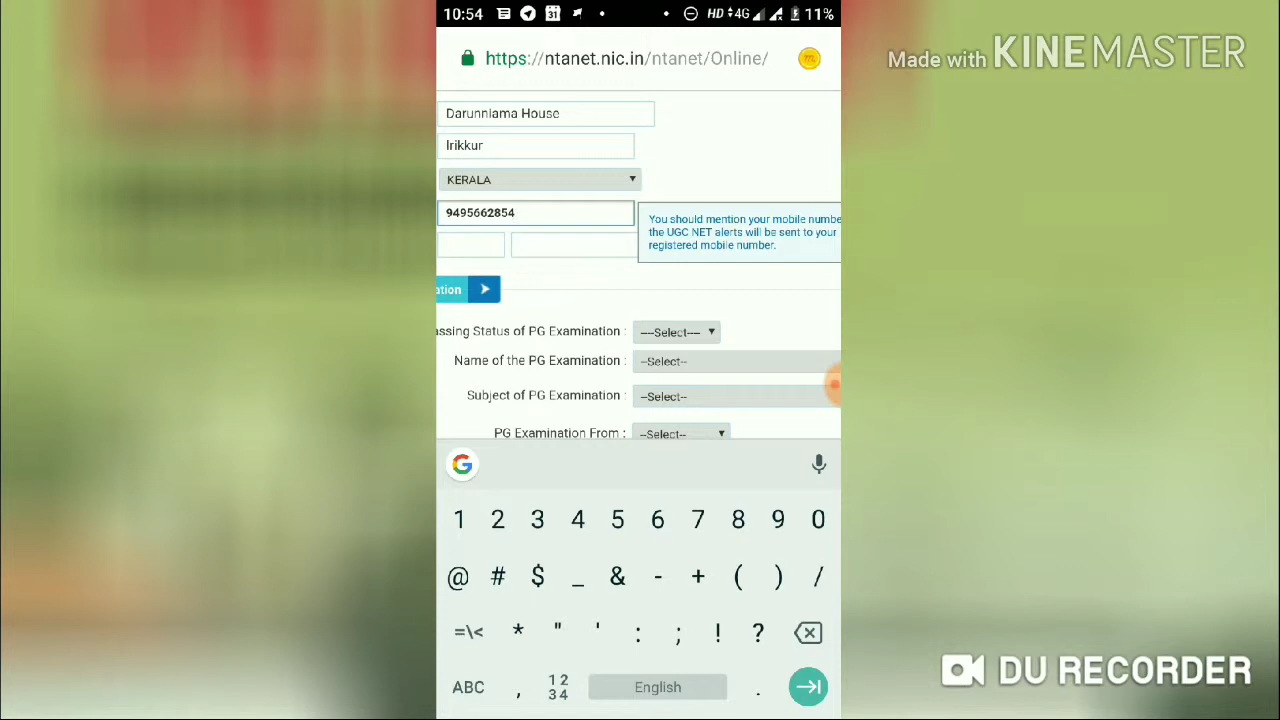 10:54 31 HD 4G 11%
Made with KINEMASTER
https://ntanet.nic.in/ntanet/Online/
Darunniama House
Irikkur
KERALA
9495662854
You should mention your mobile numbe
the UGC NET alerts will be sent to your
registered mobile number.
ation
assing Status of PG Examination : ----Select----
Name of the PG Examination : --Select--
Subject of PG Examination : --Select--
PG Examination From : --Select--
G
1 2 3 4 5 6 7 8 9 0
@ # $ _ & - + ( ) /
=\< * " ' : ; ! ?
ABC , 12 English .
34
DU RECORDER